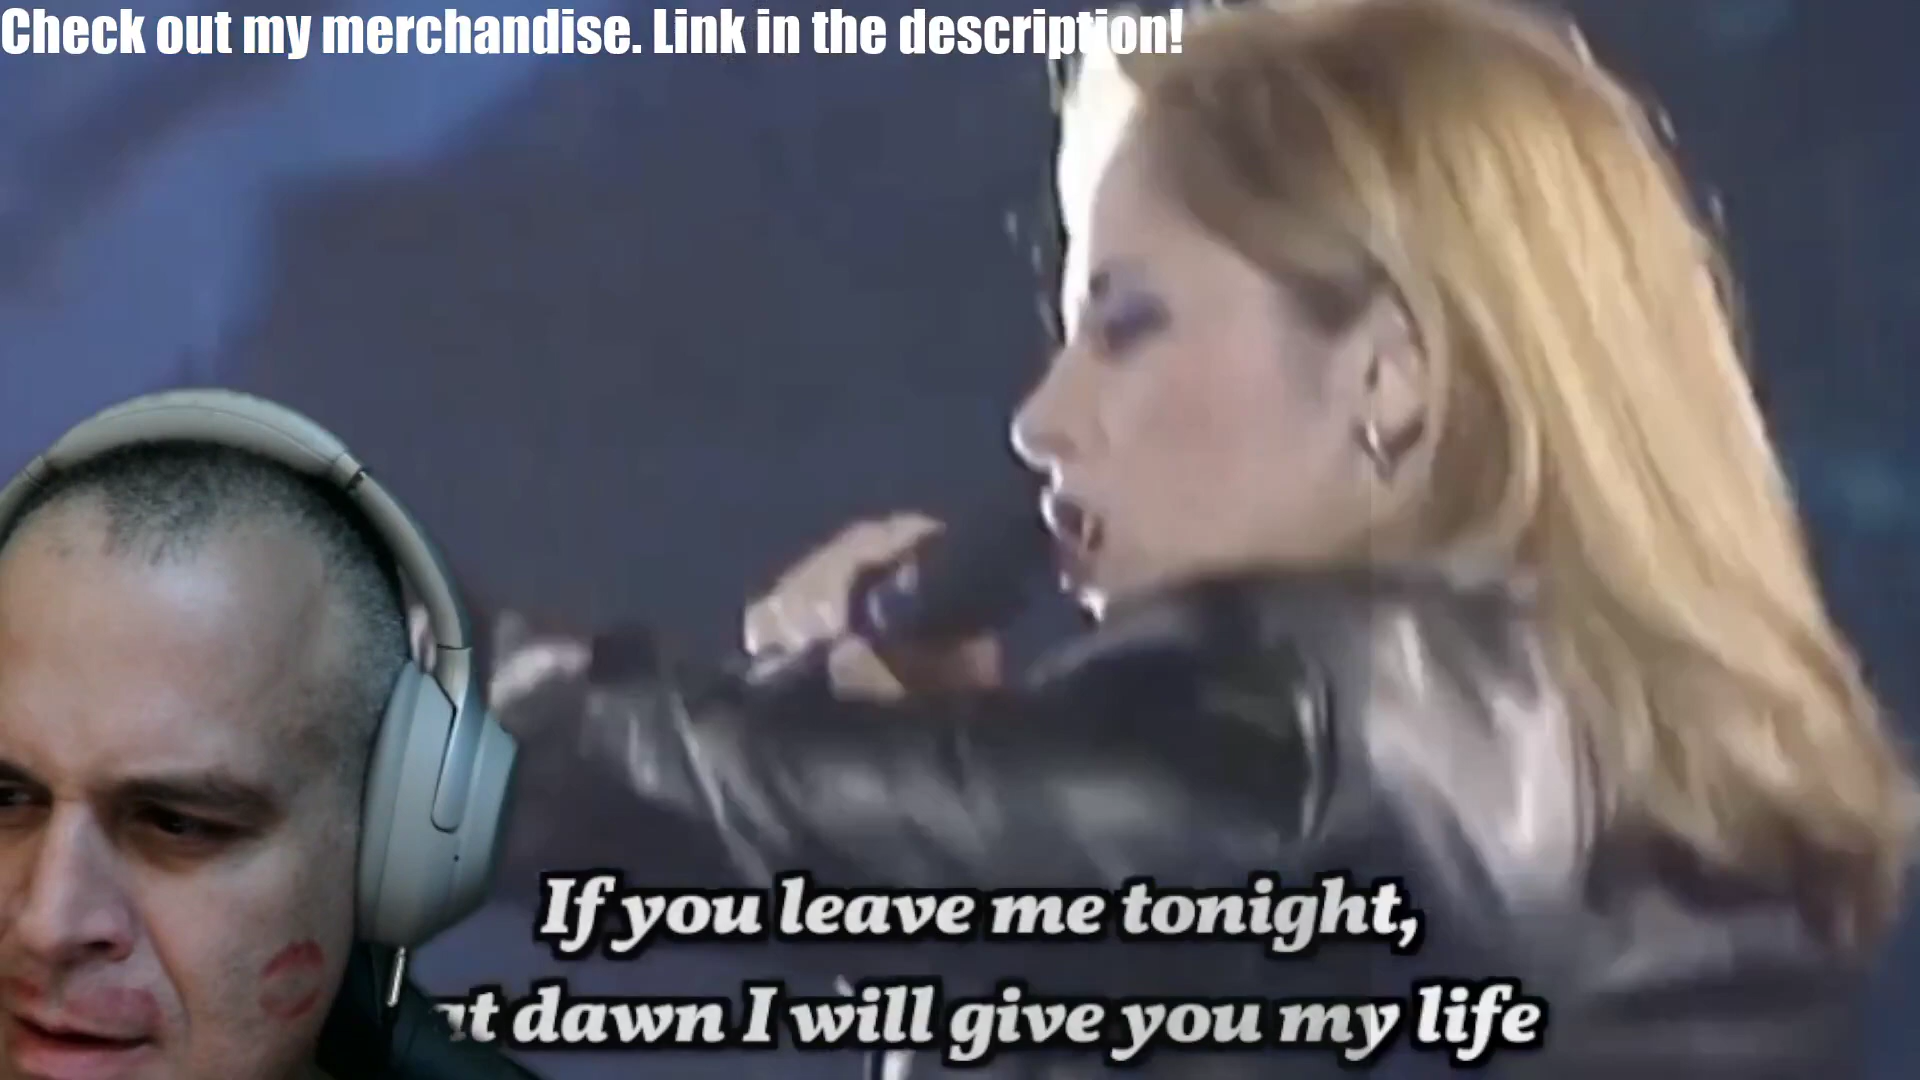 Check out my merchandise. Link in the description!
If you leave me tonight,
at dawn I will give you my life